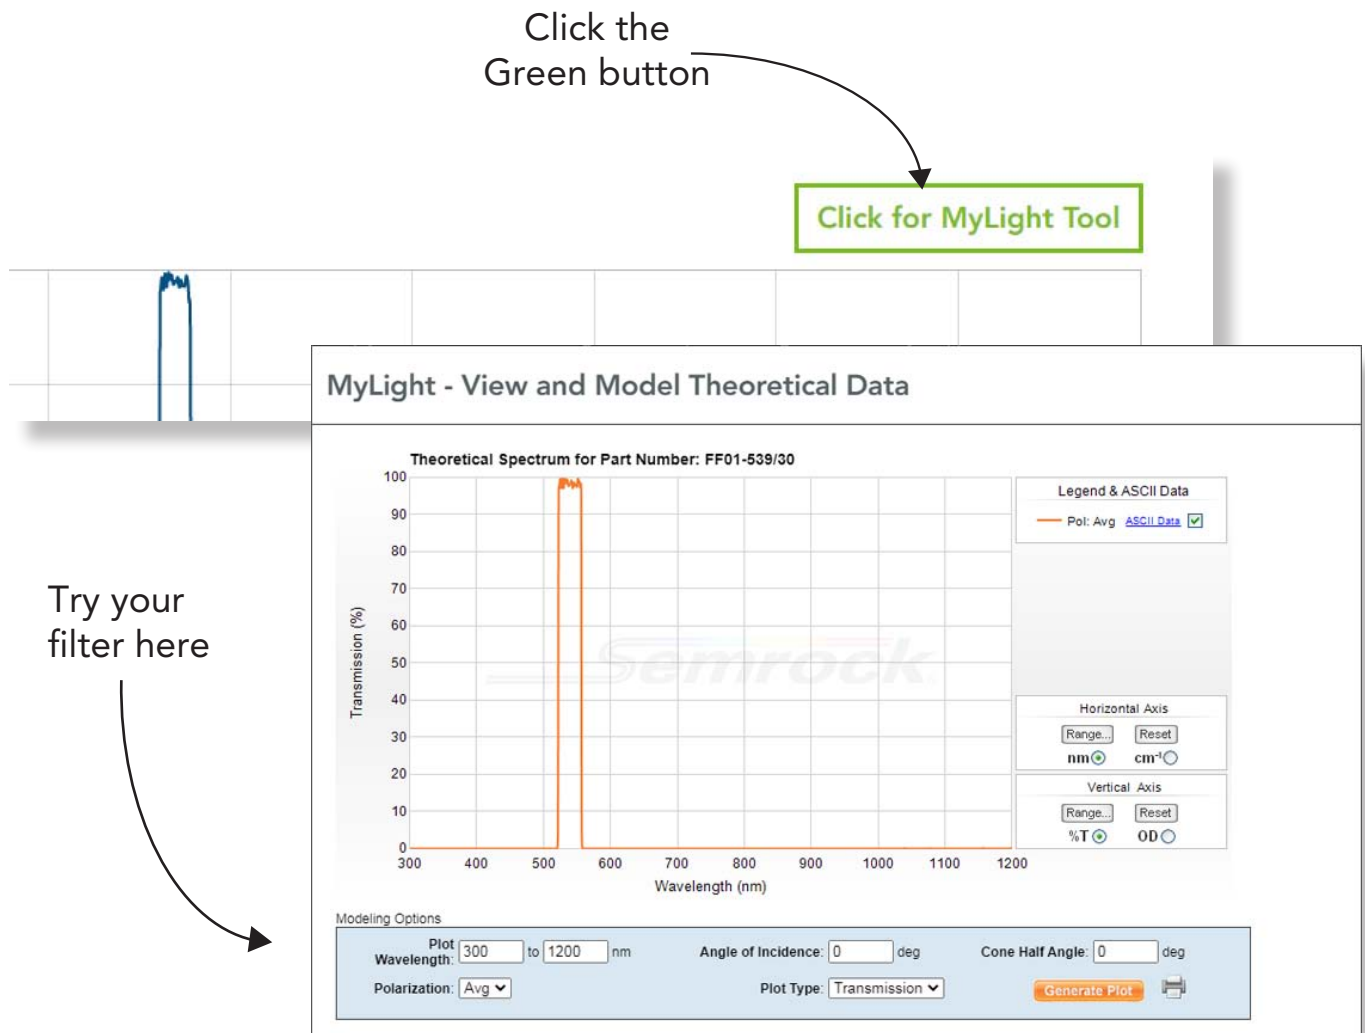 Click the
Green button
Click for MyLight Tool
MyLight - View and Model Theoretical Data
Theoretical Spectrum for Part Number: FF01-539/30
100
90
80
70
60
50
40
30
20
10
0
Transmission (%)
Semrock
300 400 500 600 700 800 900 1000 1100 1200
Wavelength (nm)
Legend & ASCII Data
Pol: Avg ASCII Data
Horizontal Axis
Range... Reset
nm cm⁻¹
Vertical Axis
Range... Reset
%T OD
Try your
filter here
Modeling Options
Plot Wavelength: 300 to 1200 nm Angle of Incidence: 0 deg Cone Half Angle: 0 deg
Polarization: Avg Plot Type: Transmission Generate Plot